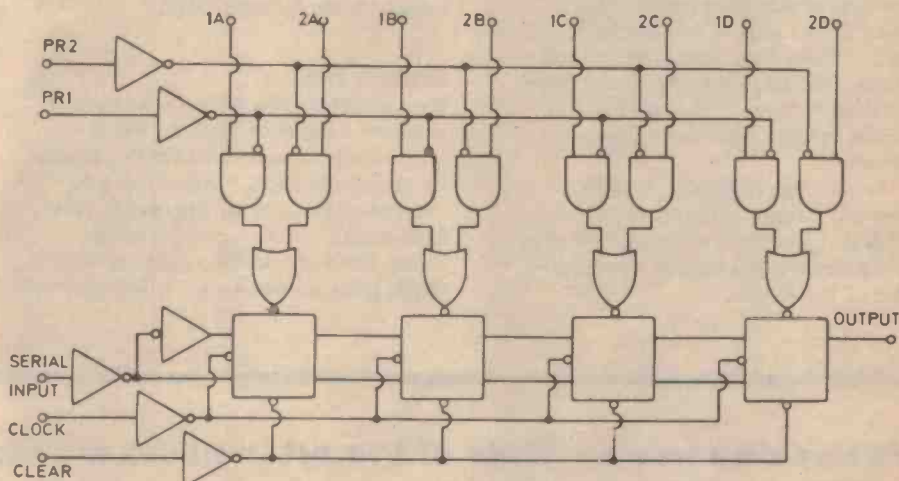 1A 2A 1B 2B 1C 2C 1D 2D
PR2
PR1
OUTPUT
SERIAL
INPUT
CLOCK
CLEAR